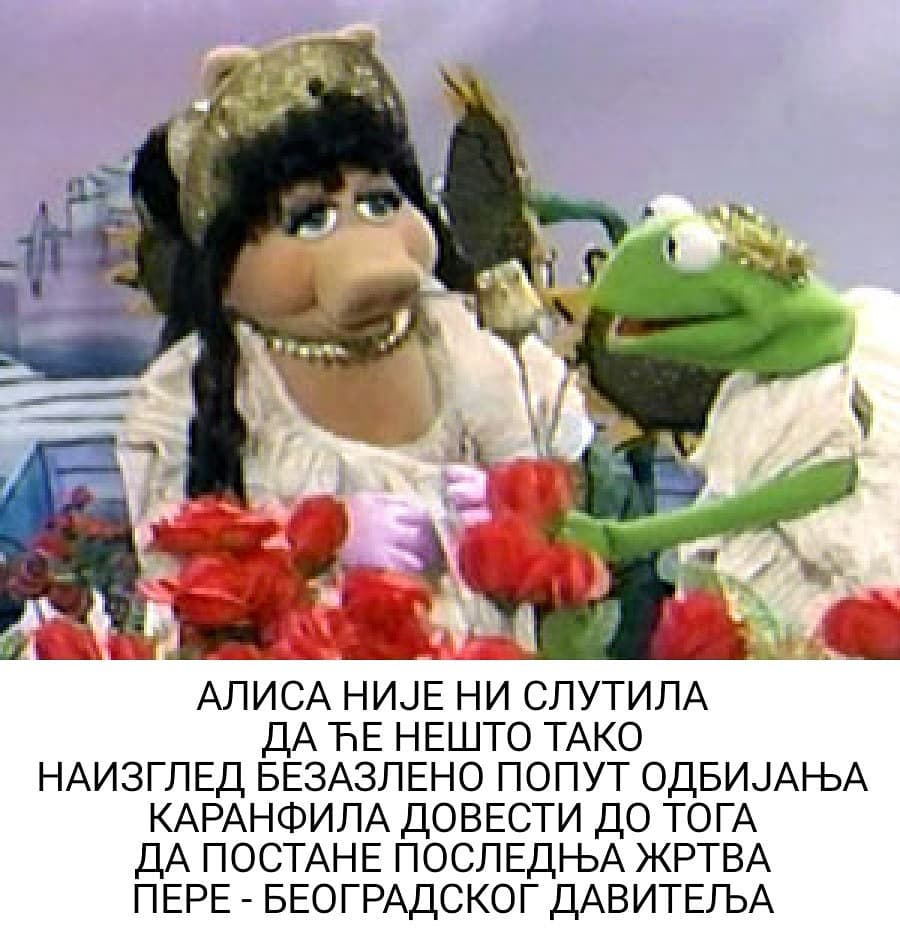 АЛИСА НИЈЕ НИ СЛУТИЛА
ДА ЋЕ НЕШТО ТАКО
НАИЗГЛЕД БЕЗАЗЛЕНО ПОПУТ ОДБИЈАЊА
КАРАНФИЛА ДОВЕСТИ ДО ТОГА
ДА ПОСТАНЕ ПОСЛЕДЊА ЖРТВА
ПЕРЕ - БЕОГРАДСКОГ ДАВИТЕЉА